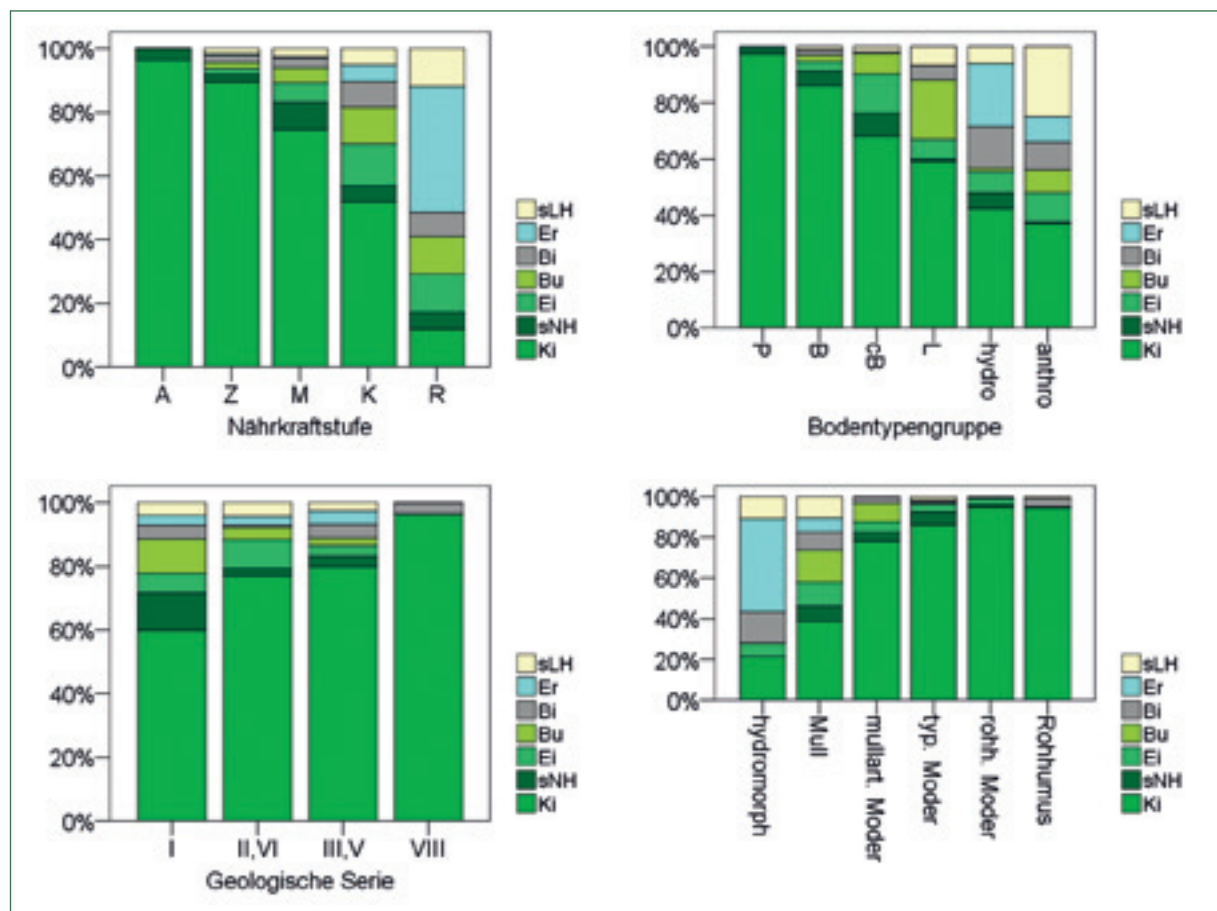 100%
80%
60%
40%
20%
0%
A Z M K R
Nährkraftstufe
sLH
Er
Bi
Bu
Ei
sNH
Ki
100%
80%
60%
40%
20%
0%
P B cB L hydro anthro
Bodentypengruppe
sLH
Er
Bi
Bu
Ei
sNH
Ki
100%
80%
60%
40%
20%
0%
I II,VI III,V VIII
Geologische Serie
sLH
Er
Bi
Bu
Ei
sNH
Ki
100%
80%
60%
40%
20%
0%
hydromorph
Mull
mullart. Moder
typ. Moder
rohh. Moder
Rohhumus
sLH
Er
Bi
Bu
Ei
sNH
Ki